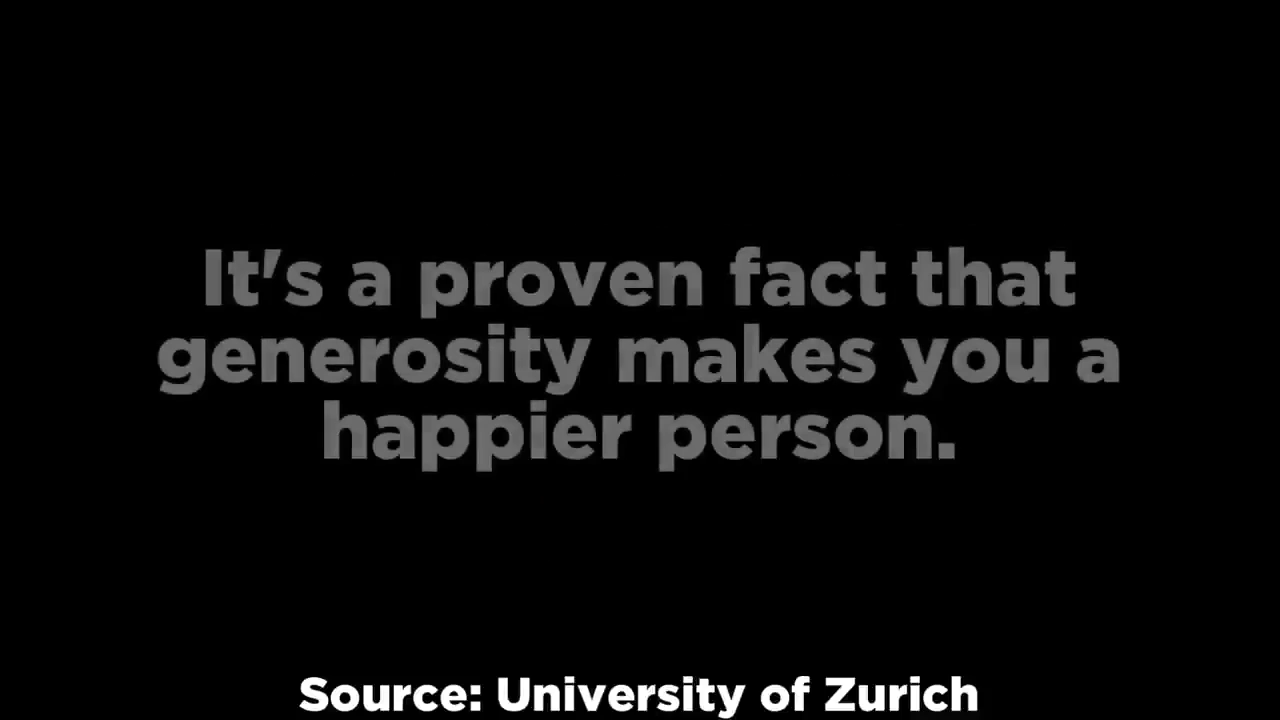 It's a proven fact that
generosity makes you a
happier person.
Source: University of Zurich